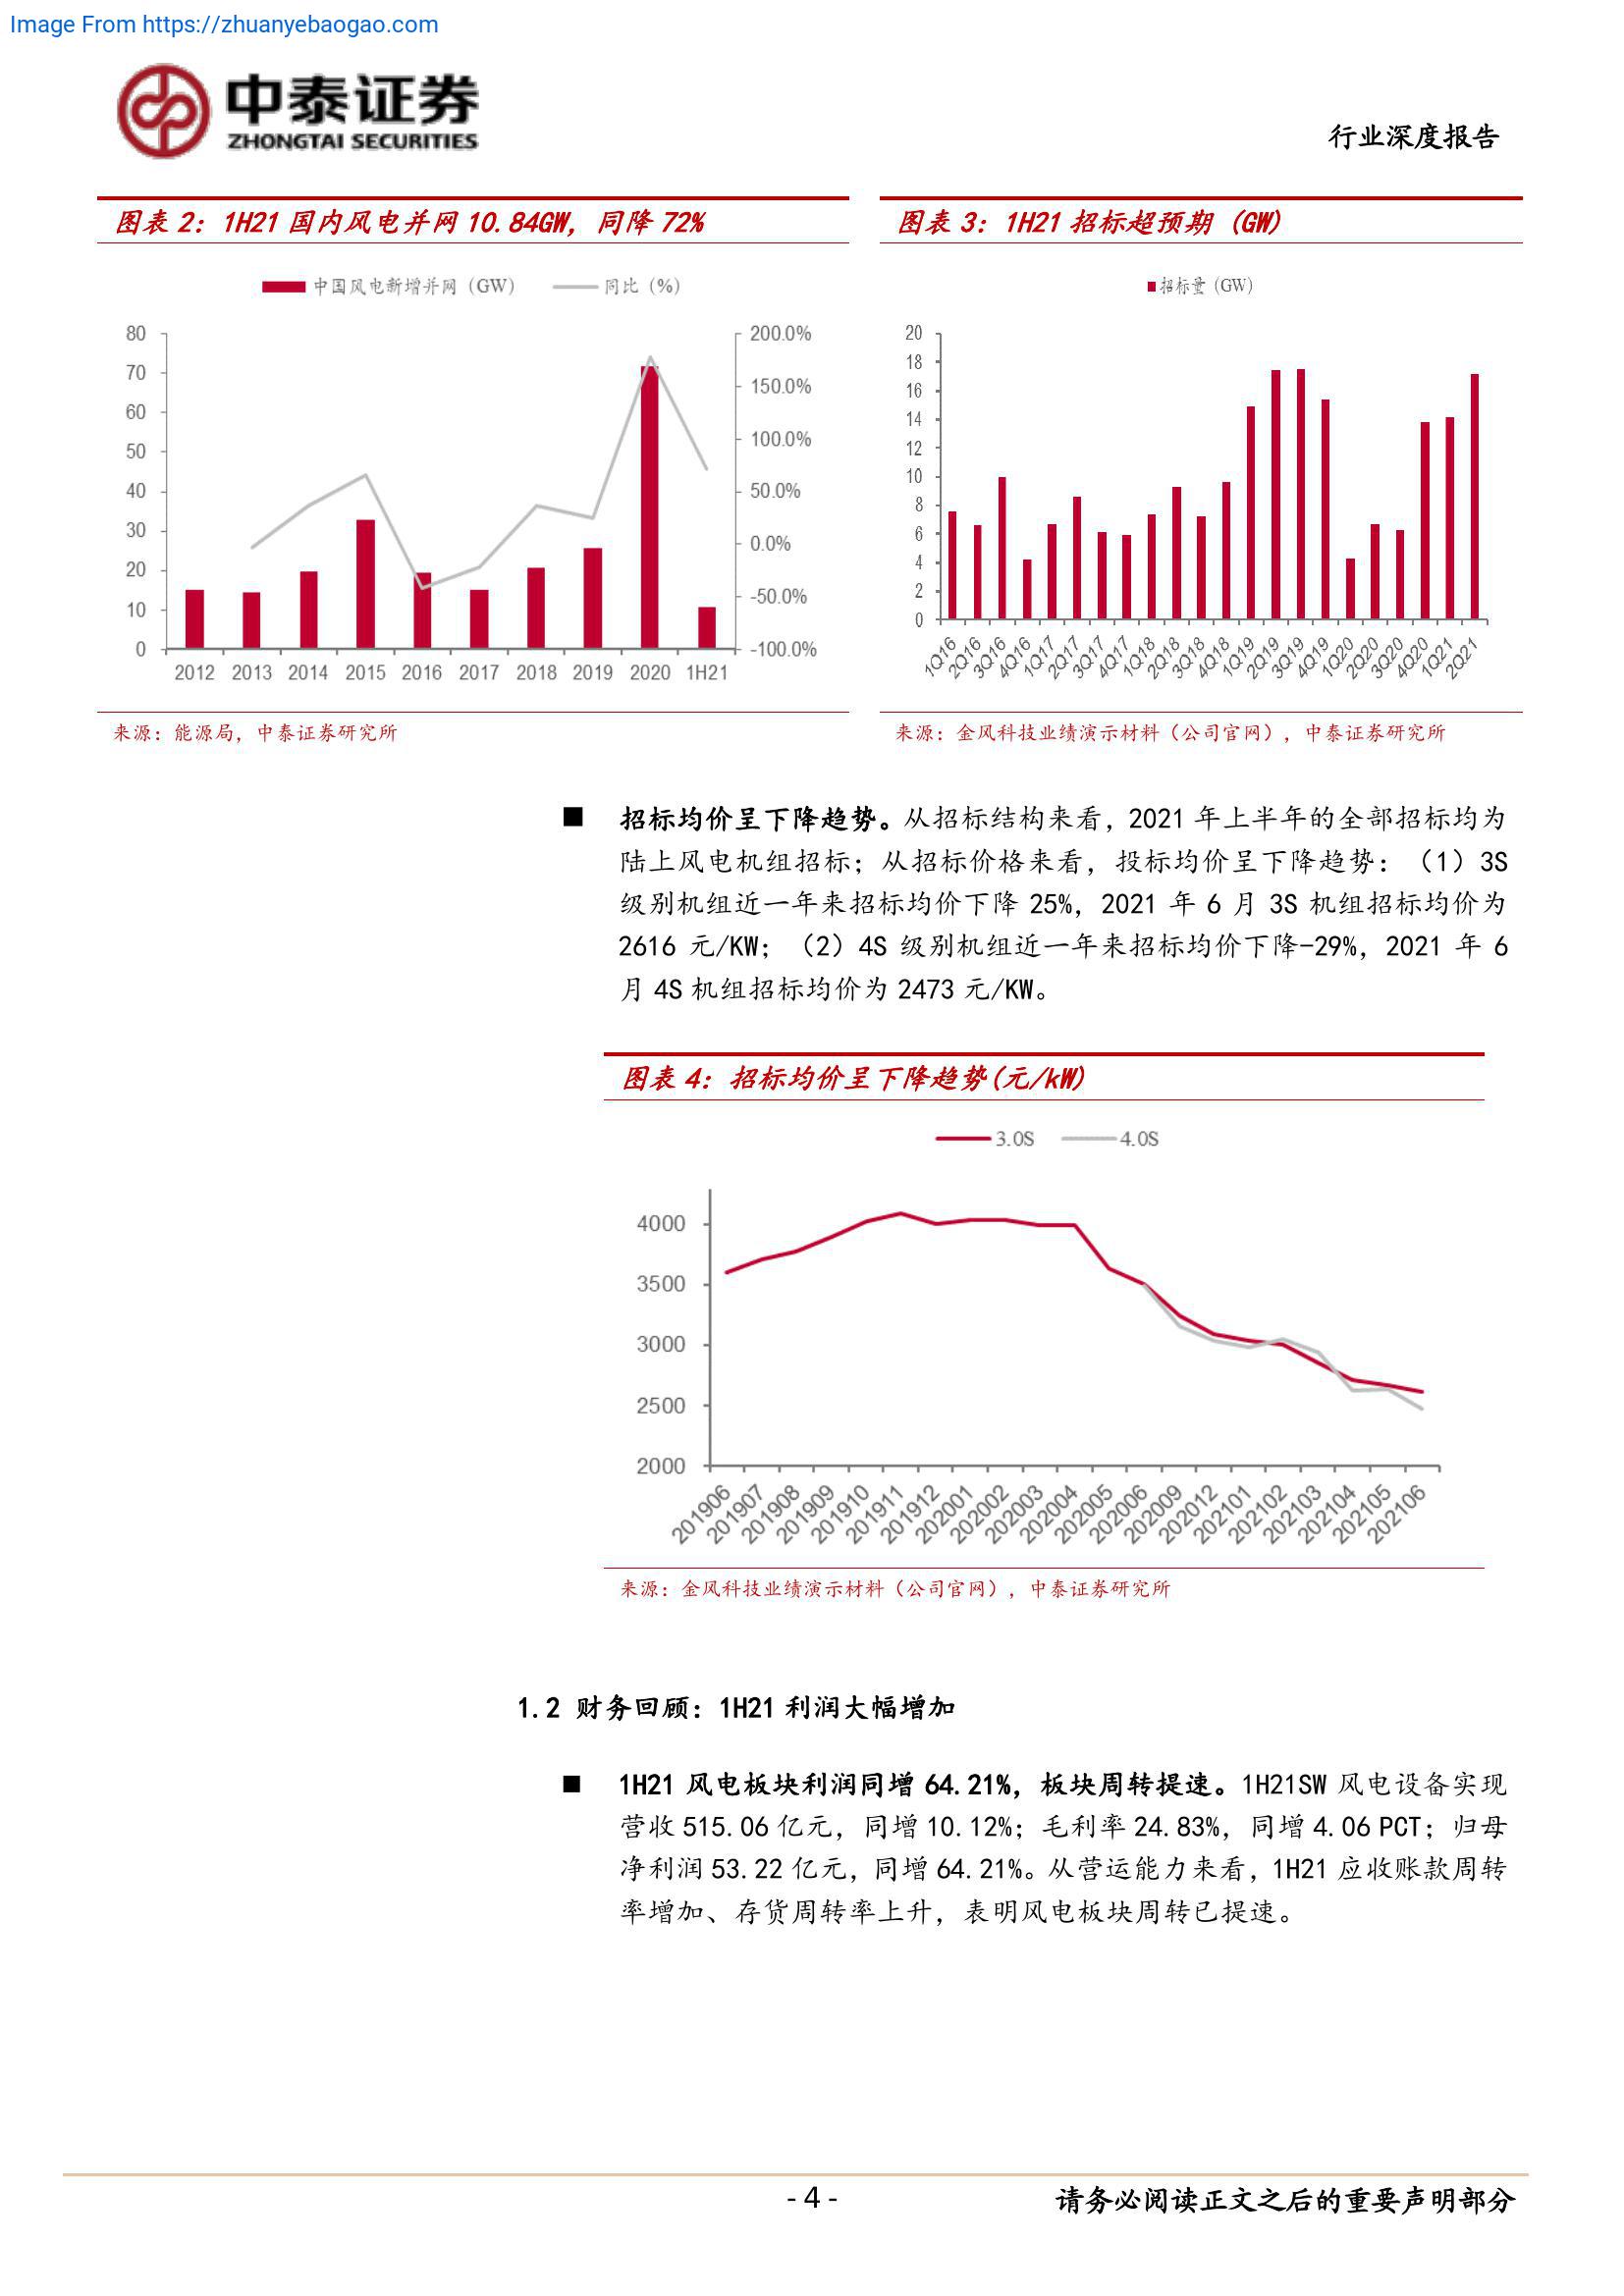 Image From https://zhuanyebaogao.com
中泰证券
ZHONGTAI SECURITIES
行业深度报告
图表 2：1H21 国内风电并网 10.84GW，同降 72%
中国风电新增并网（GW） 同比（%）
80
70
60
50
40
30
20
10
0
200.0%
150.0%
100.0%
50.0%
0.0%
-50.0%
-100.0%
2012 2013 2014 2015 2016 2017 2018 2019 2020 1H21
来源：能源局，中泰证券研究所
图表 3：1H21 招标超预期 (GW)
招标量（GW）
20
18
16
14
12
10
8
6
4
2
0
1Q16 2Q16 3Q16 4Q16 1Q17 2Q17 3Q17 4Q17 1Q18 2Q18 3Q18 4Q18 1Q19 2Q19 3Q19 4Q19 1Q20 2Q20 3Q20 4Q20 1Q21 2Q21
来源：金风科技业绩演示材料（公司官网），中泰证券研究所
■ 招标均价呈下降趋势。从招标结构来看，2021 年上半年的全部招标均为
陆上风电机组招标；从招标价格来看，投标均价呈下降趋势：（1）3S
级别机组近一年来招标均价下降 25%，2021 年 6 月 3S 机组招标均价为
2616 元/KW；（2）4S 级别机组近一年来招标均价下降-29%，2021 年 6
月 4S 机组招标均价为 2473 元/KW。
图表 4：招标均价呈下降趋势(元/kW)
3.0S 4.0S
4000
3500
3000
2500
2000
201906 201907 201908 201909 201910 201911 201912 202001 202002 202003 202004 202005 202006 202009 202012 202101 202102 202103 202104 202105 202106
来源：金风科技业绩演示材料（公司官网），中泰证券研究所
1.2 财务回顾：1H21 利润大幅增加
■ 1H21 风电板块利润同增 64.21%，板块周转提速。1H21SW 风电设备实现
营收 515.06 亿元，同增 10.12%；毛利率 24.83%，同增 4.06 PCT；归母
净利润 53.22 亿元，同增 64.21%。从营运能力来看，1H21 应收账款周转
率增加、存货周转率上升，表明风电板块周转已提速。
- 4 -
请务必阅读正文之后的重要声明部分